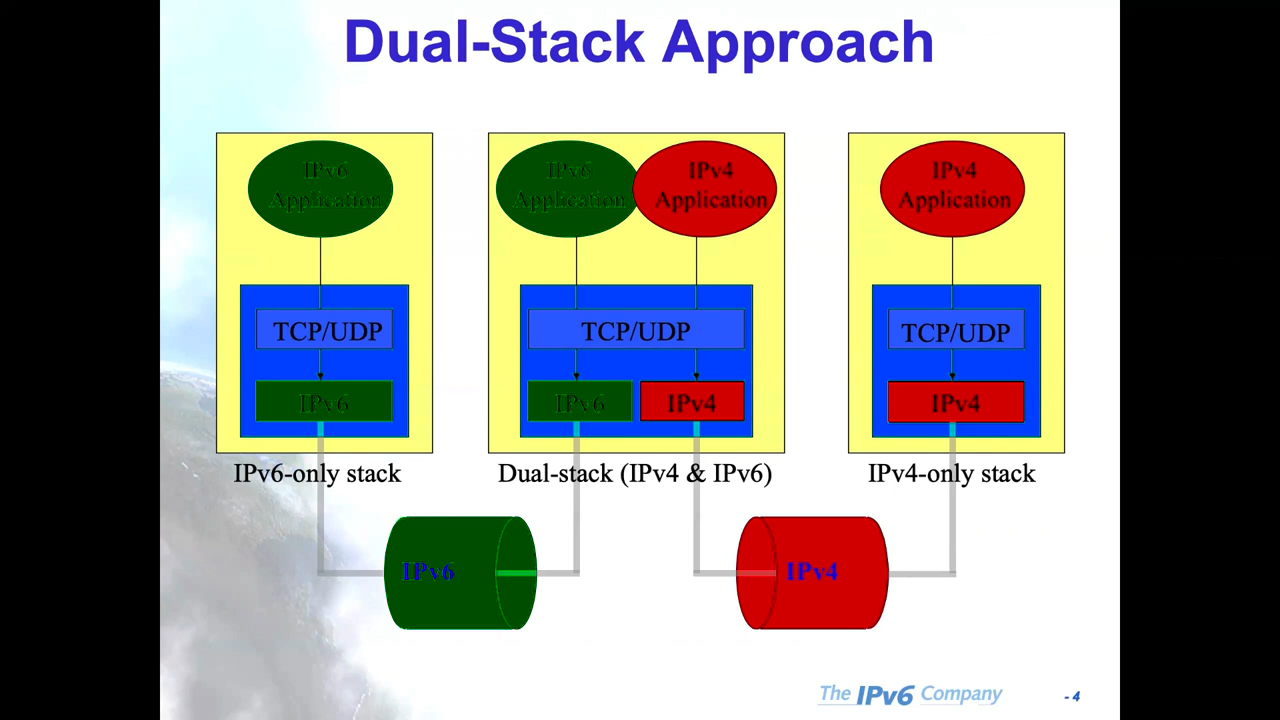 Dual-Stack Approach
IPv6
Application
IPv6
Application
IPv4
Application
IPv4
Application
TCP/UDP
TCP/UDP
TCP/UDP
IPv6
IPv6
IPv4
IPv4
IPv6-only stack
Dual-stack (IPv4 & IPv6)
IPv4-only stack
IPv6
IPv4
The IPv6 Company
- 4